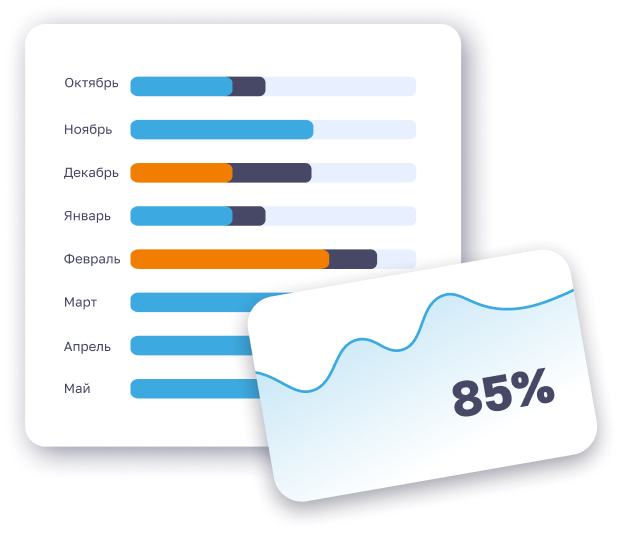 Октябрь
Ноябрь
Декабрь
Январь
Февраль
Март
Апрель
Май
85%